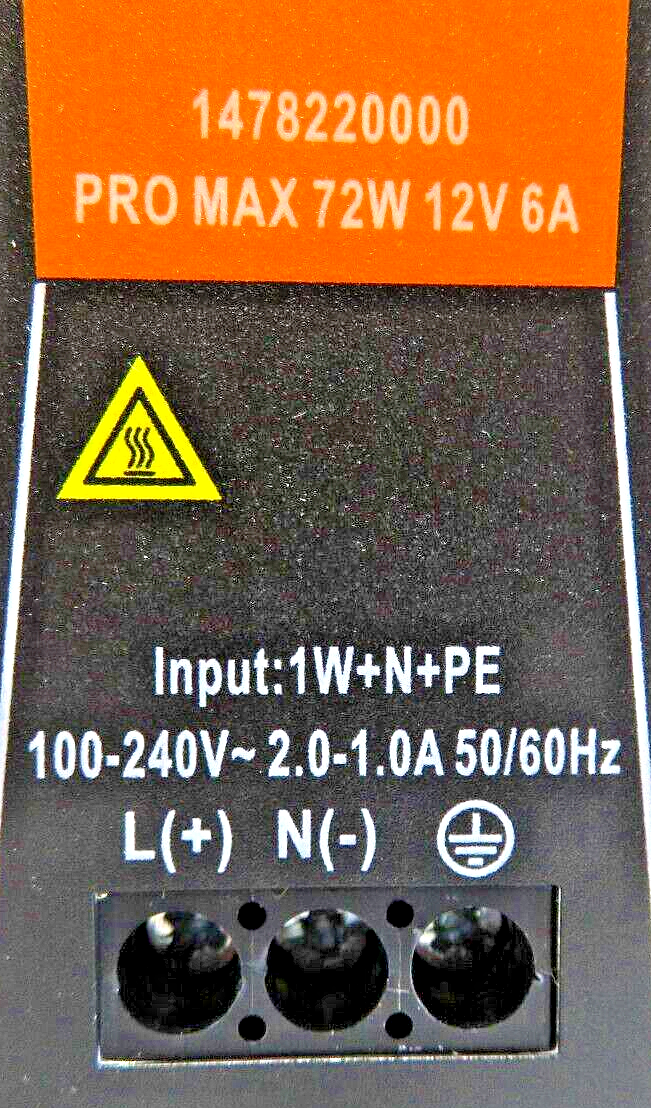 1478220000
PRO MAX 72W 12V 6A
Input:1W+N+PE
100-240V~ 2.0-1.0A 50/60Hz
L(+) N(-)